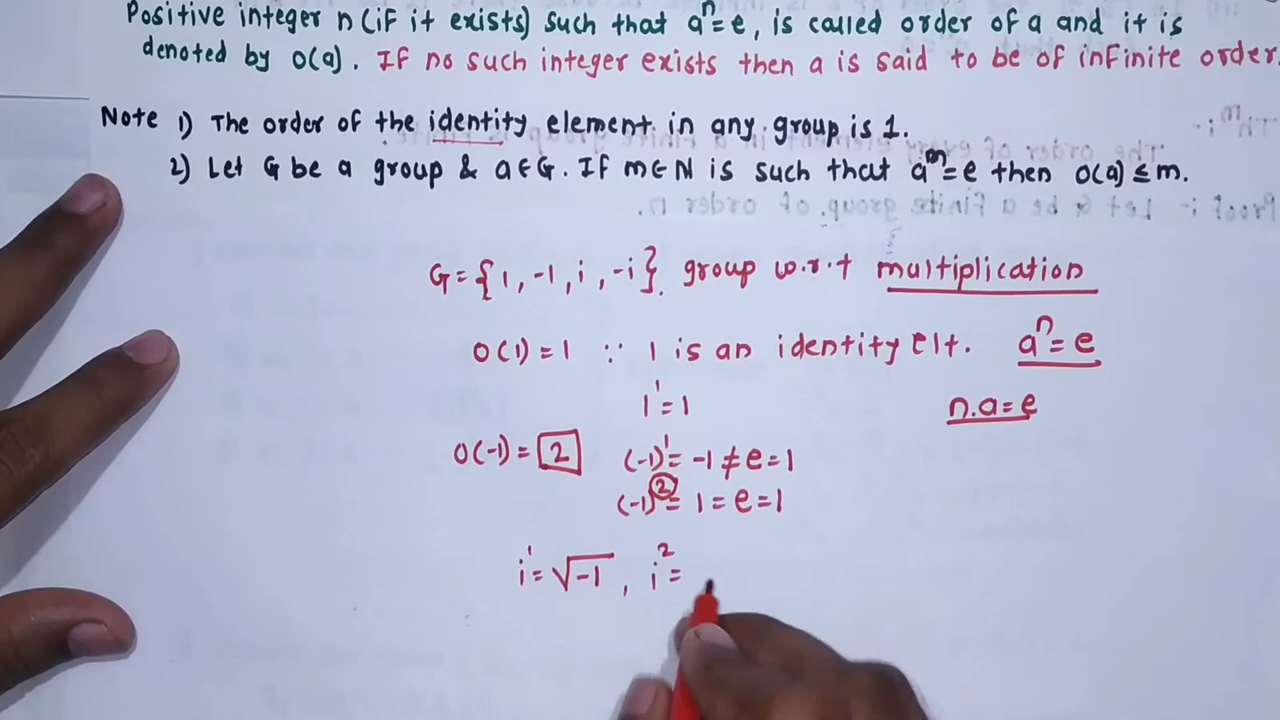 Positive integer n (if it exists) such that aⁿ=e, is called order of a and it is
denoted by o(a). If no such integer exists then a is said to be of infinite order.
Note 1) The order of the identity element in any group is 1.
2) Let G be a group & a∈G. If m∈N is such that aᵐ=e then o(a)≤m.
G={1,-1,i,-i} group w.r.t multiplication
o(1)=1 ∵ 1 is an identity elt. aⁿ=e
1¹=1 n.a=e
o(-1)=2 (-1)¹=-1≠e=1
(-1)²=1=e=1
i¹=√-1, i²=